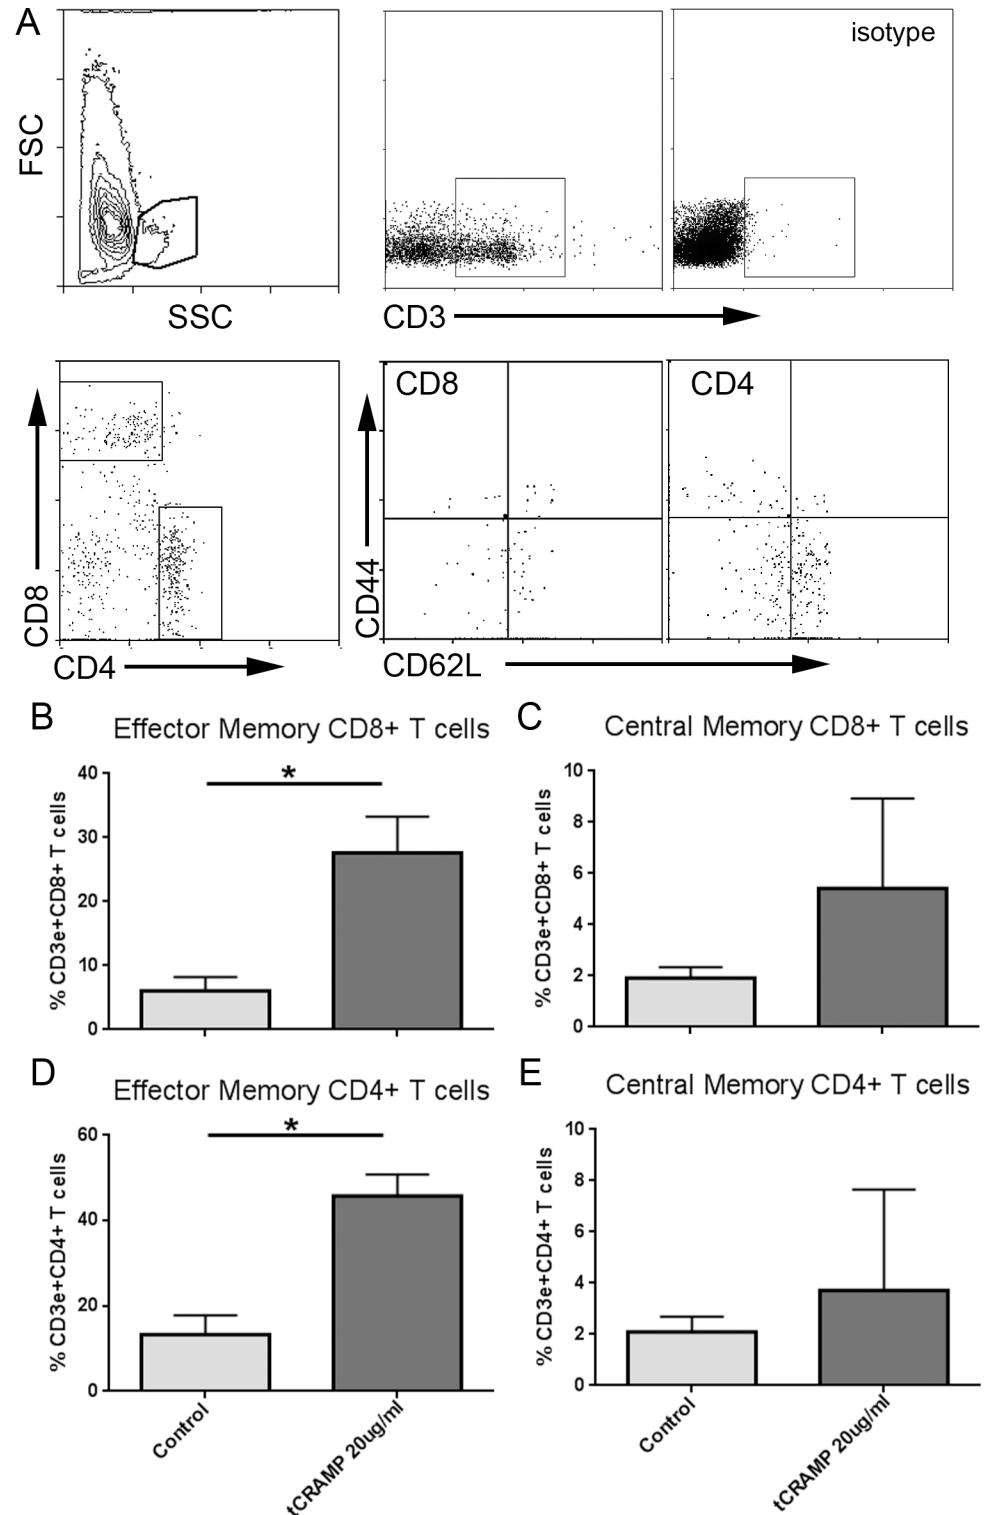 A
isotype
FSC
SSC
CD3
CD8
CD4
CD8
CD4
CD44
CD62L
B
Effector Memory CD8+ T cells
*
% CD3e+CD8+ T cells
40
30
20
10
0
C
Central Memory CD8+ T cells
% CD3e+CD8+ T cells
10
8
6
4
2
0
D
Effector Memory CD4+ T cells
*
% CD3e+CD4+ T cells
60
40
20
0
Control
tCRAMP 20ug/ml
E
Central Memory CD4+ T cells
% CD3e+CD4+ T cells
10
8
6
4
2
0
Control
tCRAMP 20ug/ml